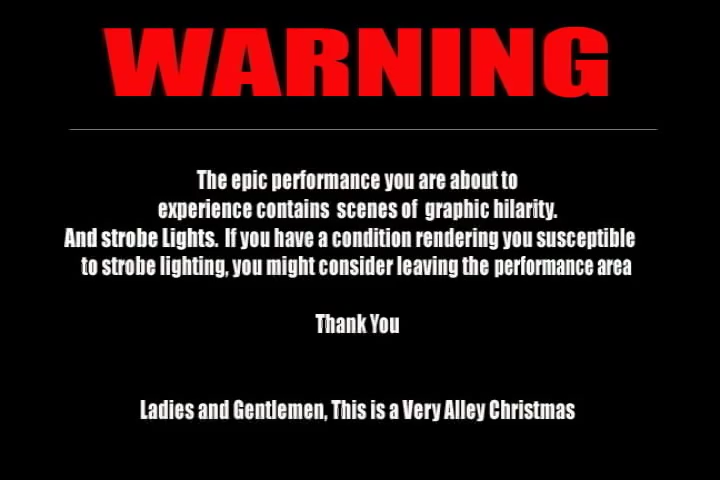 WARNING
The epic performance you are about to
experience contains scenes of graphic hilarity.
And strobe Lights. If you have a condition rendering you susceptible
to strobe lighting, you might consider leaving the performance area
Thank You
Ladies and Gentlemen, This is a Very Alley Christmas